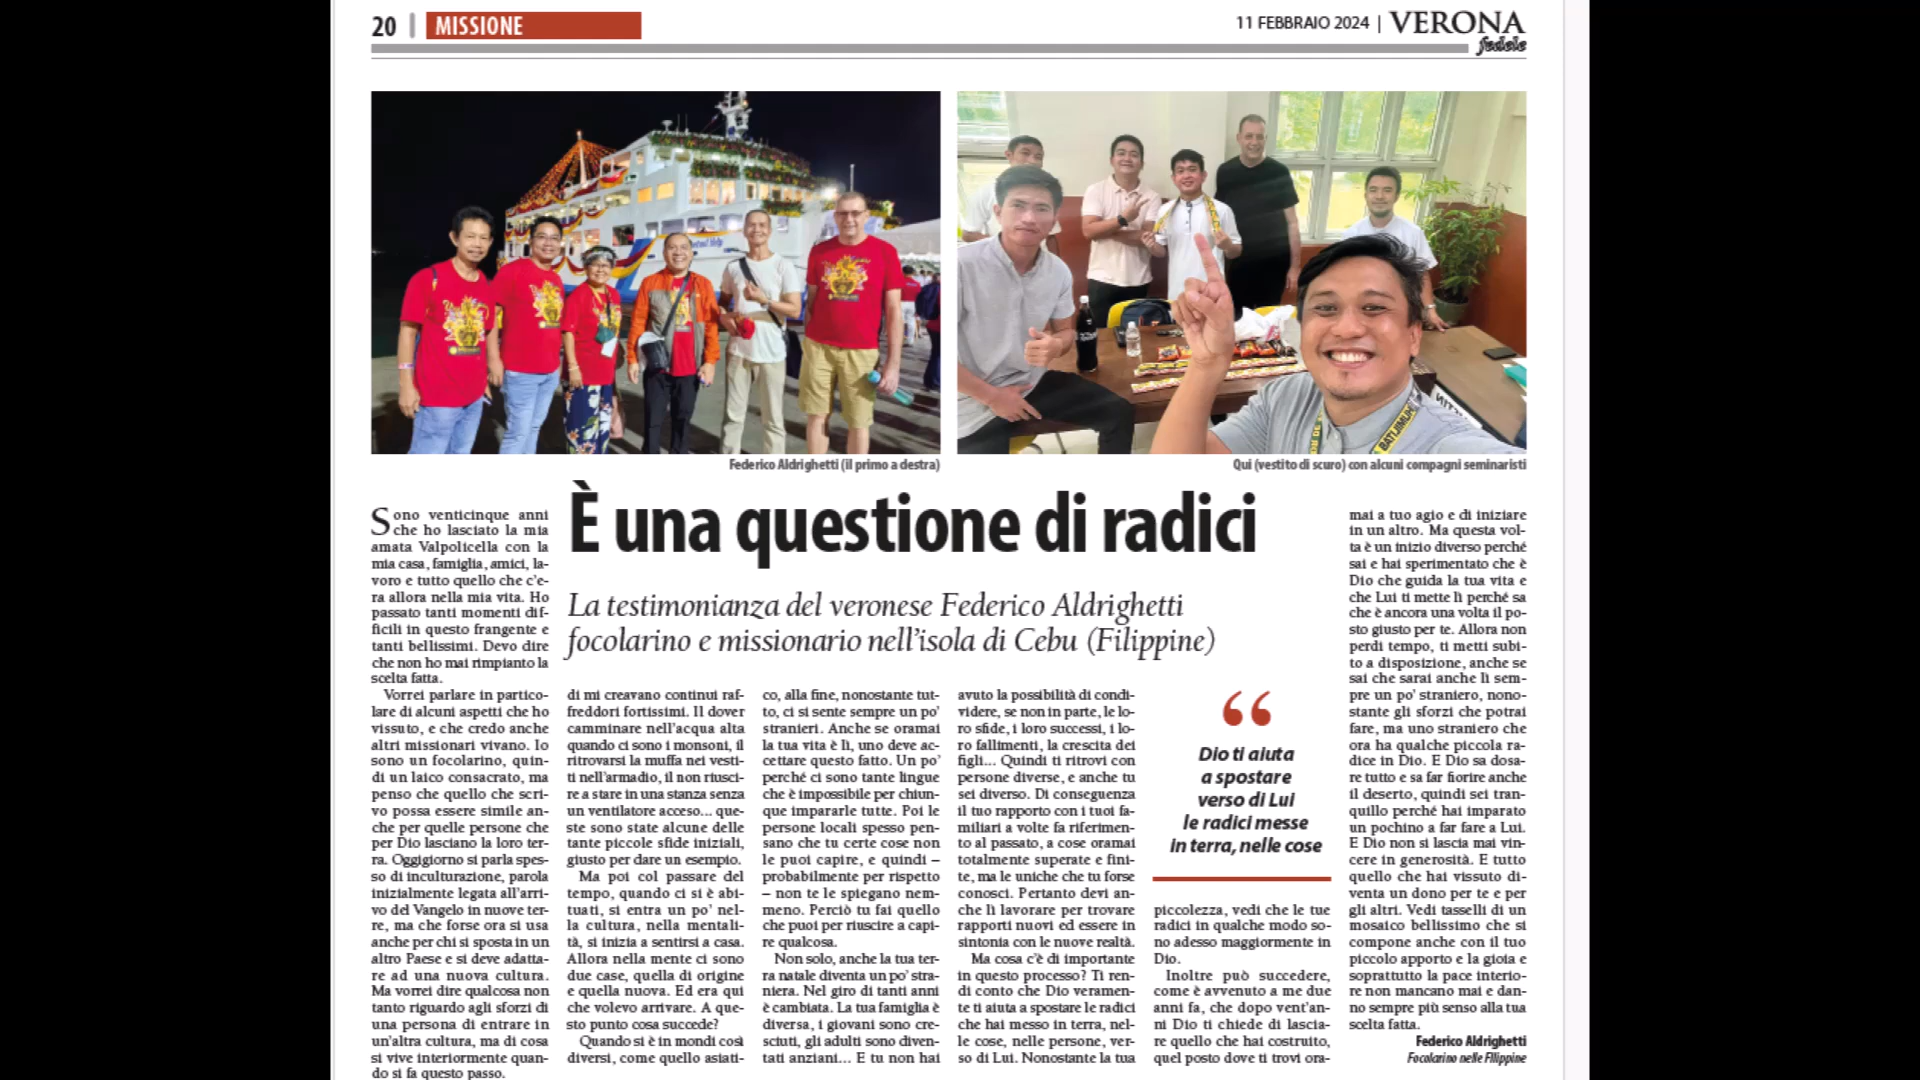 20 | MISSIONE
11 FEBBRAIO 2024 | VERONA
fedele
Federico Aldrighetti (il primo a destra)
Qui (vestito di scuro) con alcuni compagni seminaristi
È una questione di radici
La testimonianza del veronese Federico Aldrighetti
focolarino e missionario nell'isola di Cebu (Filippine)
Sono venticinque anni
che ho lasciato la mia
amata Valpolicella con la
mia casa, famiglia, amici, la-
voro e tutto quello che c'e-
ra allora nella mia vita. Ho
passato tanti momenti dif-
ficili in questo frangente e
tanti bellissimi. Devo dire
che non ho mai rimpianto la
scelta fatta.
Vorrei parlare in partico-
lare di alcuni aspetti che ho
vissuto, e che credo anche
altri missionari vivano. Io
sono un focolarino, quin-
di un laico consacrato, ma
penso che quello che scri-
vo possa essere simile an-
che per quelle persone che
per Dio lasciano la loro ter-
ra. Oggigiorno si parla spes-
so di inculturazione, parola
inizialmente legata all'arri-
vo del Vangelo in nuove ter-
re, ma che forse ora si usa
anche per chi si sposta in un
altro Paese e si deve adatta-
re ad una nuova cultura.
Ma vorrei dire qualcosa non
tanto riguardo agli sforzi di
una persona di entrare in
un'altra cultura, ma di cosa
si vive interiormente quan-
do si fa questo passo.
di mi creavano continui raf-
freddori fortissimi. Il dover
camminare nell'acqua alta
quando ci sono i monsoni, il
ritrovarsi la muffa nei vesti-
ti nell'armadio, il non riusci-
re a stare in una stanza senza
un ventilatore acceso... que-
ste sono state alcune delle
tante piccole sfide iniziali,
giusto per dare un esempio.
Ma poi col passare del
tempo, quando ci si è abi-
tuati, si entra un po' nel-
la cultura, nella mentali-
tà, si inizia a sentirsi a casa.
Allora nella mente ci sono
due case, quella di origine
e quella nuova. Ed era qui
che volevo arrivare. A que-
sto punto cosa succede?
Quando si è in mondi così
diversi, come quello asiati-
co, alla fine, nonostante tut-
to, ci si sente sempre un po'
stranieri. Anche se oramai
la tua vita è lì, uno deve ac-
cettare questo fatto. Un po'
perché ci sono tante lingue
che è impossibile per chiun-
que impararle tutte. Poi le
persone locali spesso pen-
sano che tu certe cose non
le puoi capire, e quindi –
probabilmente per rispetto
– non te le spiegano nem-
meno. Perciò tu fai quello
che puoi per riuscire a capi-
re qualcosa.
Non solo, anche la tua ter-
ra natale diventa un po' stra-
niera. Nel giro di tanti anni
è cambiata. La tua famiglia è
diversa, i giovani sono cre-
sciuti, gli adulti sono diven-
tati anziani... E tu non hai
avuto la possibilità di condi-
videre, se non in parte, le lo-
ro sfide, i loro successi, i lo-
ro fallimenti, la crescita dei
figli... Quindi ti ritrovi con
persone diverse, e anche tu
sei diverso. Di conseguenza
il tuo rapporto con i tuoi fa-
miliari a volte fa riferimen-
to al passato, a cose oramai
totalmente superate e fini-
te, ma le uniche che tu forse
conosci. Pertanto devi an-
che lì lavorare per trovare
rapporti nuovi ed essere in
sintonia con le nuove realtà.
Ma cosa c'è di importante
in questo processo? Ti ren-
di conto che Dio veramen-
te ti aiuta a spostare le radici
che hai messo in terra, nel-
le cose, nelle persone, ver-
so di Lui. Nonostante la tua
“
Dio ti aiuta
a spostare
verso di Lui
le radici messe
in terra, nelle cose
piccolezza, vedi che le tue
radici in qualche modo so-
no adesso maggiormente in
Dio.
Inoltre può succedere,
come è avvenuto a me due
anni fa, che dopo vent'an-
ni Dio ti chiede di lascia-
re quello che hai costruito,
quel posto dove ti trovi ora-
mai a tuo agio e di iniziare
in un altro. Ma questa vol-
ta è un inizio diverso perché
sai e hai sperimentato che è
Dio che guida la tua vita e
che Lui ti mette lì perché sa
che è ancora una volta il po-
sto giusto per te. Allora non
perdi tempo, ti metti subi-
to a disposizione, anche se
sai che sarai anche lì sem-
pre un po' straniero, nono-
stante gli sforzi che potrai
fare, ma uno straniero che
ora ha qualche piccola ra-
dice in Dio. E Dio sa dosa-
re tutto e sa far fiorire anche
il deserto, quindi sei tran-
quillo perché hai imparato
un pochino a far fare a Lui.
E Dio non si lascia mai vin-
cere in generosità. E tutto
quello che hai vissuto di-
venta un dono per te e per
gli altri. Vedi tasselli di un
mosaico bellissimo che si
compone anche con il tuo
piccolo apporto e la gioia e
soprattutto la pace interio-
re non mancano mai e dan-
no sempre più senso alla tua
scelta fatta.
Federico Aldrighetti
Focolarino nelle Filippine